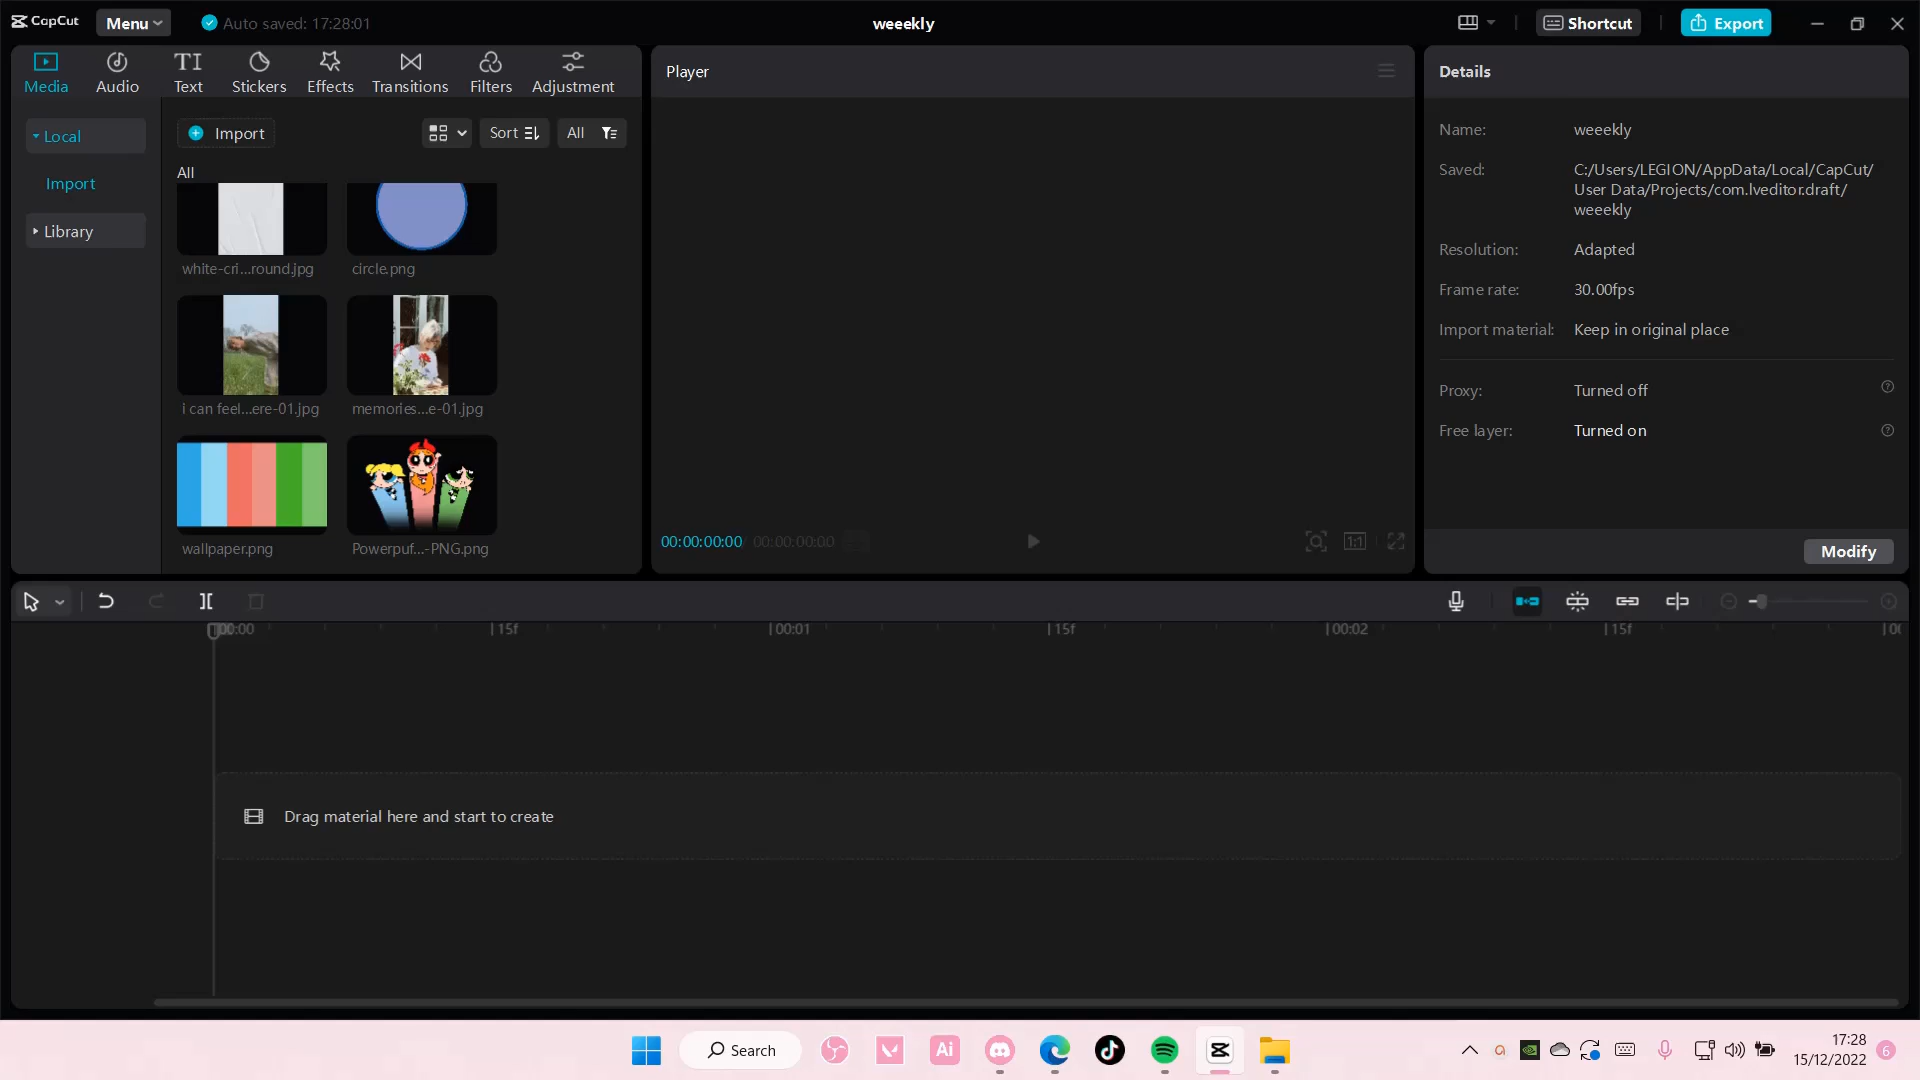 CapCut
Menu
Auto saved: 17:28:01
weeekly
Shortcut
Export
Media
Audio
TI
Text
Stickers
Effects
Transitions
Filters
Adjustment
Player
Details
Local
Import
Library
Import
Sort
All
All
white-cri...round.jpg
circle.png
i can feel...ere-01.jpg
memories...e-01.jpg
wallpaper.png
Powerpuf...-PNG.png
00:00:00:00
00:00:00:00
1:1
Name:
weeekly
Saved:
C:/Users/LEGION/AppData/Local/CapCut/
User Data/Projects/com.lveditor.draft/
weeekly
Resolution:
Adapted
Frame rate:
30.00fps
Import material:
Keep in original place
Proxy:
Turned off
Free layer:
Turned on
Modify
00:00
15f
00:01
15f
00:02
15f
Drag material here and start to create
Search
Ai
17:28
15/12/2022
6